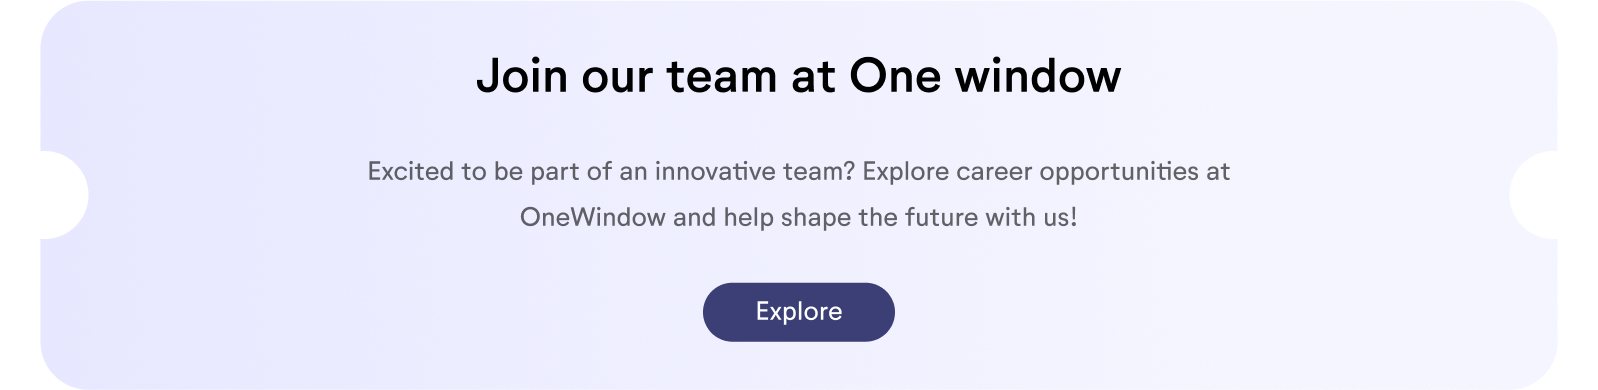 Join our team at One window
Excited to be part of an innovative team? Explore career opportunities at
OneWindow and help shape the future with us!
Explore